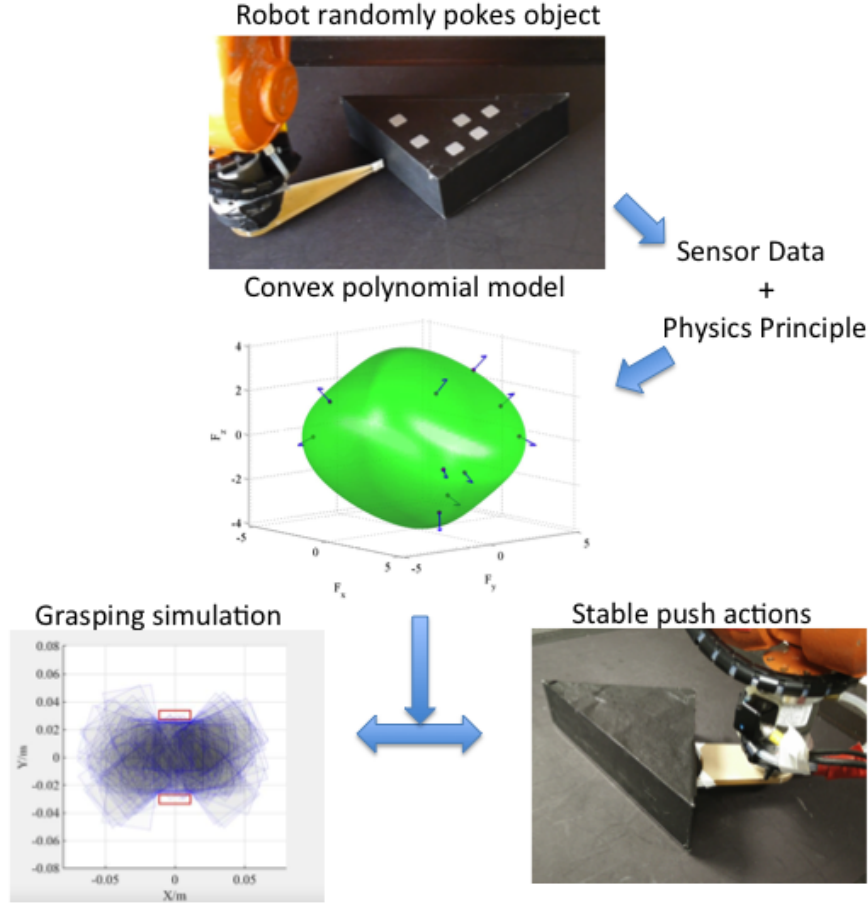 Robot randomly pokes object
Sensor Data
+
Physics Principle
Convex polynomial model
4
2
0
-2
-4
F_z
-5
0
5
F_x
-5
0
5
F_y
Grasping simulation
Stable push actions
0.08
0.06
0.04
0.02
0
-0.02
-0.04
-0.06
-0.08
Y/m
-0.05
0
0.05
X/m